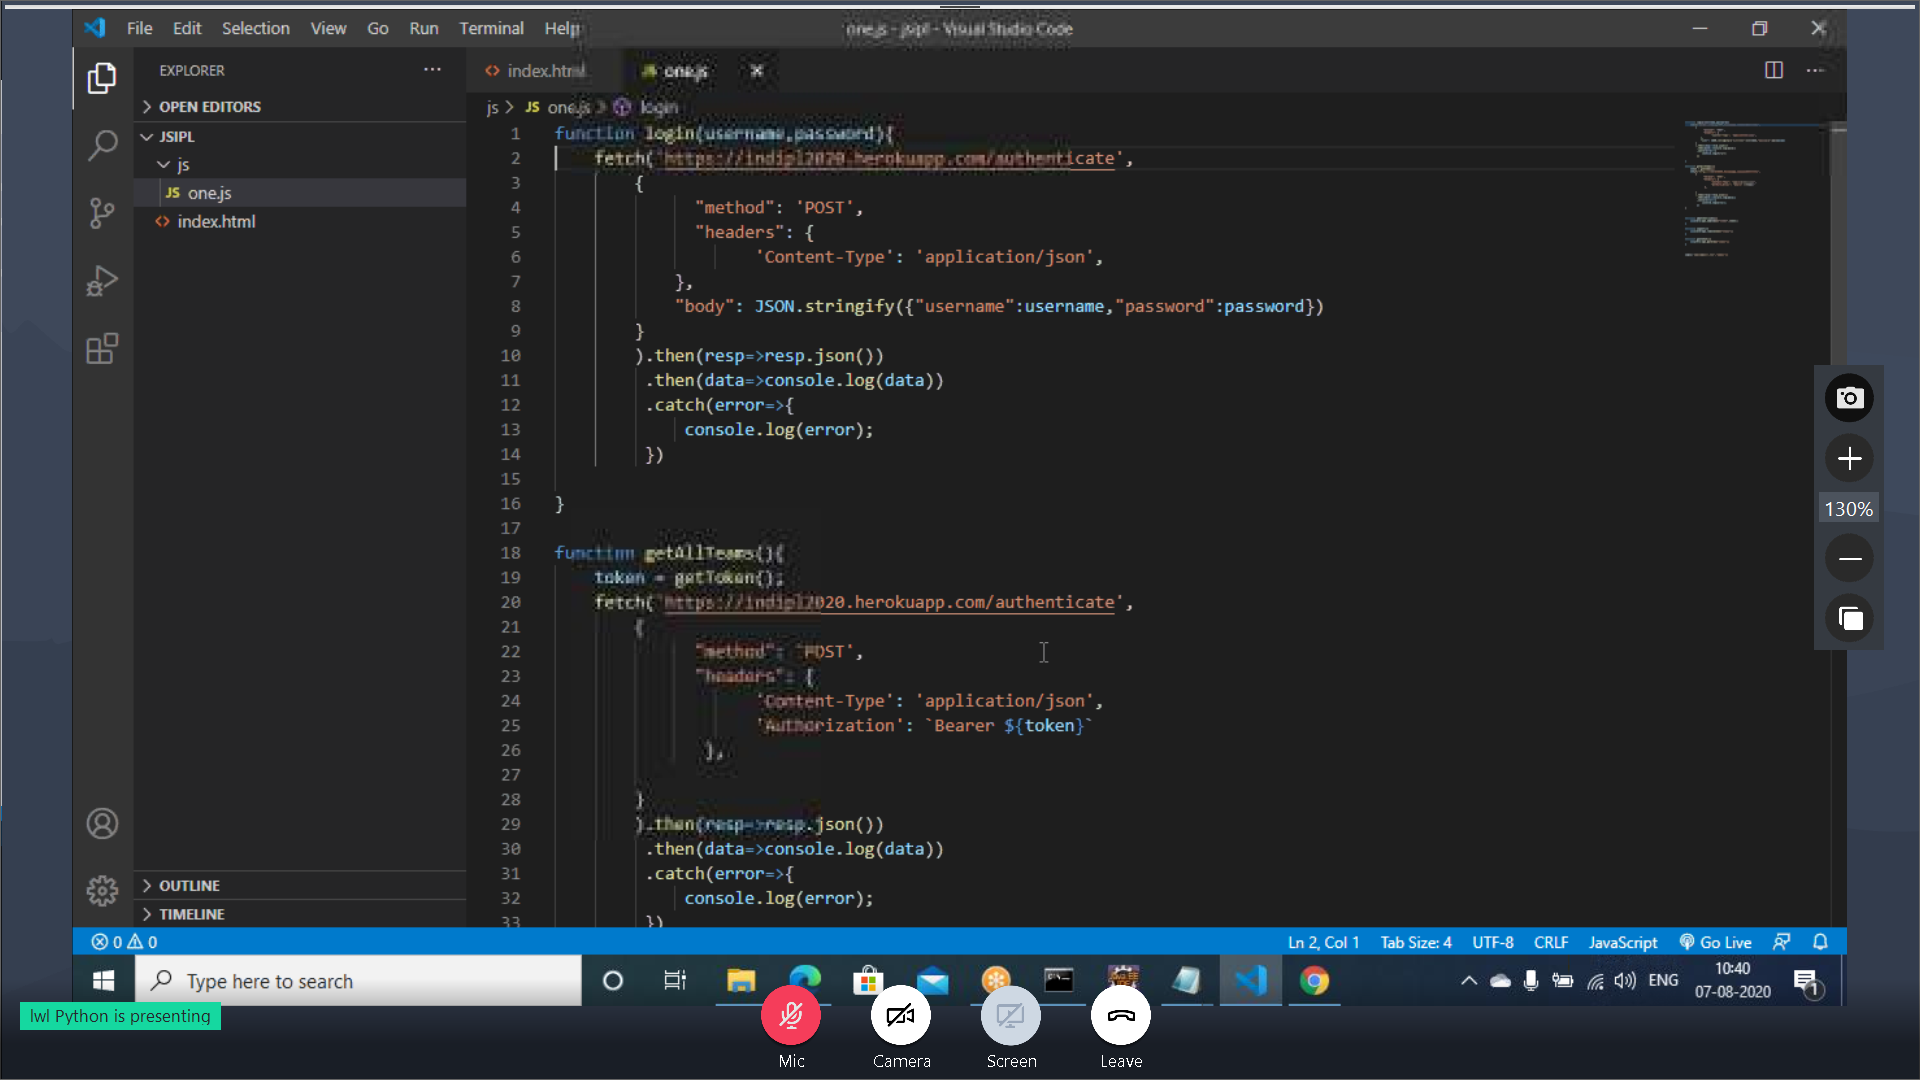 File Edit Selection View Go Run Terminal Help
one.js - jsipl - Visual Studio Code
EXPLORER
index.html
one.js
OPEN EDITORS
js > JS one.js > login
JSIPL
js
JS one.js
index.html
1 function login(username,password){
2 fetch('https://indipl2020.herokuapp.com/authenticate',
3 {
4 "method": 'POST',
5 "headers": {
6 'Content-Type': 'application/json',
7 },
8 "body": JSON.stringify({"username":username,"password":password})
9 }
10 ).then(resp=>resp.json())
11 .then(data=>console.log(data))
12 .catch(error=>{
13 console.log(error);
14 })
15
16 }
17
18 function getAllTeams(){
19 token = getToken();
20 fetch('https://indipl2020.herokuapp.com/authenticate',
21 {
22 "method": 'POST',
23 "headers": {
24 'Content-Type': 'application/json',
25 'Authorization': `Bearer ${token}`
26 },
27
28 }
29 ).then(resp=>resp.json())
30 .then(data=>console.log(data))
31 .catch(error=>{
32 console.log(error);
33 })
OUTLINE
TIMELINE
130%
0 0
Ln 2, Col 1 Tab Size: 4 UTF-8 CRLF JavaScript Go Live
Type here to search
ENG
10:40
07-08-2020
1
lwl Python is presenting
Mic Camera Screen Leave